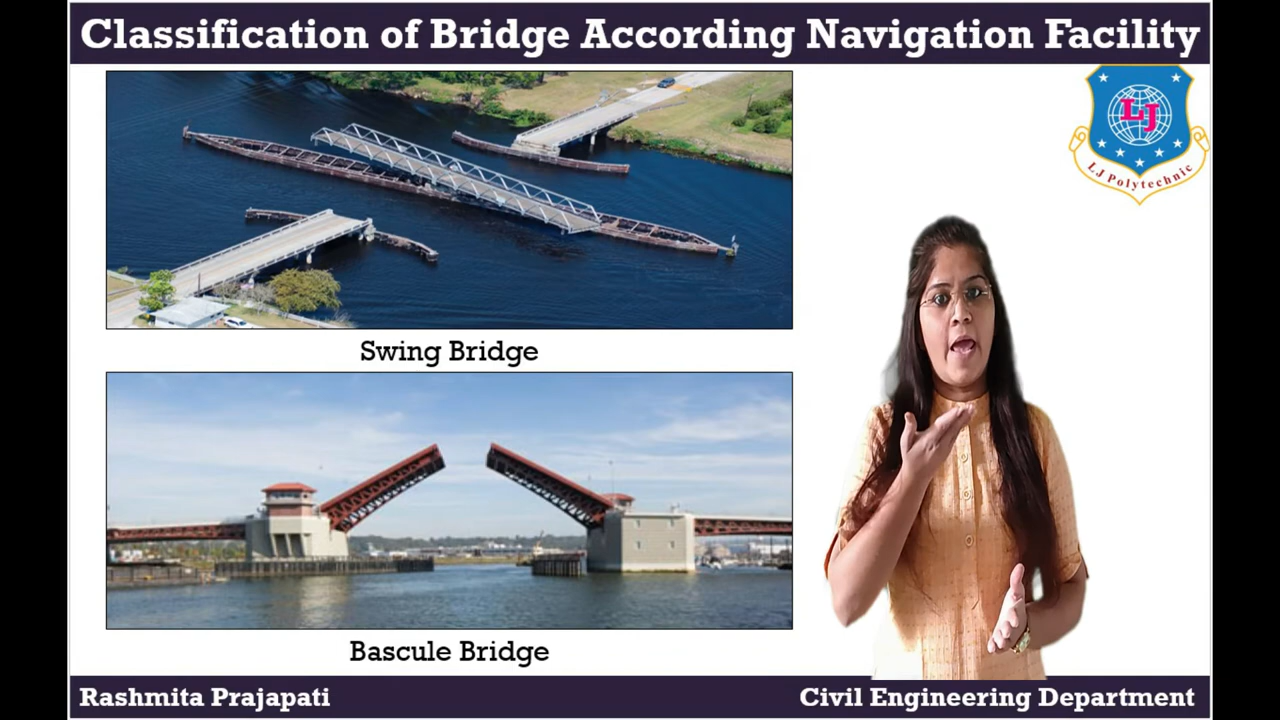 Classification of Bridge According Navigation Facility
LJ
LJ Polytechnic
Swing Bridge
Bascule Bridge
Rashmita Prajapati
Civil Engineering Department